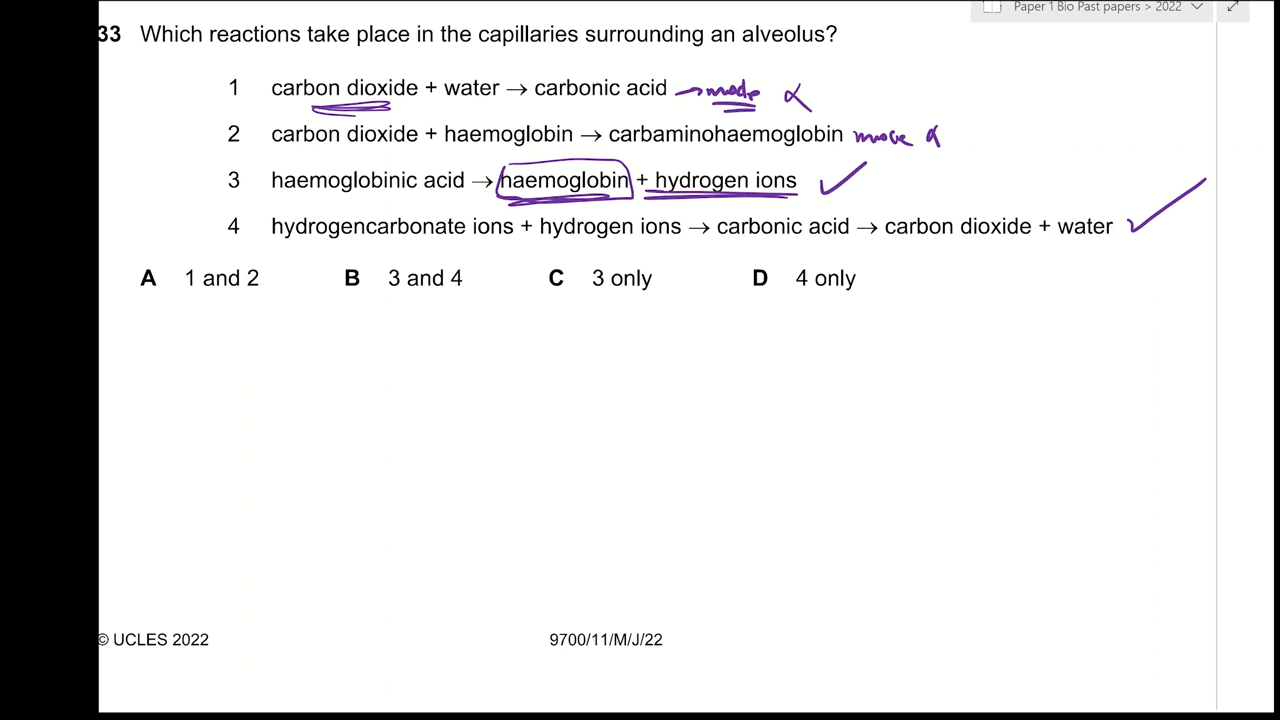 Paper 1 Bio Past papers > 2022
33 Which reactions take place in the capillaries surrounding an alveolus?
1 carbon dioxide + water → carbonic acid
2 carbon dioxide + haemoglobin → carbaminohaemoglobin
3 haemoglobinic acid → haemoglobin + hydrogen ions
4 hydrogencarbonate ions + hydrogen ions → carbonic acid → carbon dioxide + water
A 1 and 2 B 3 and 4 C 3 only D 4 only
© UCLES 2022 9700/11/M/J/22